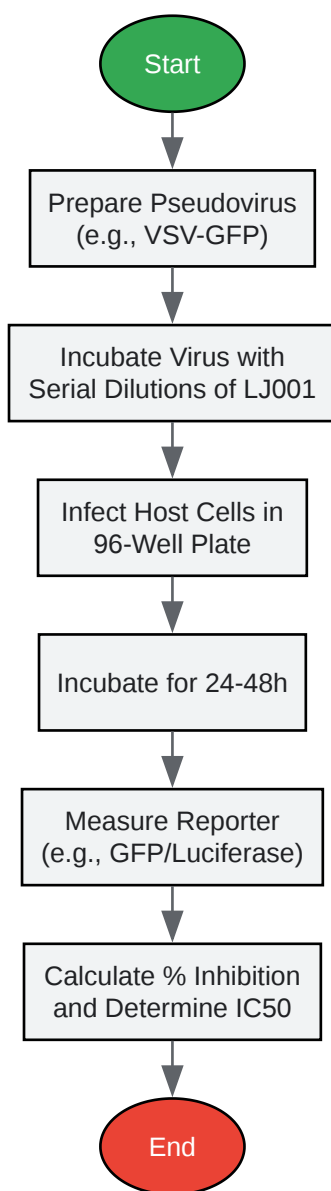 Start
Prepare Pseudovirus
(e.g., VSV-GFP)
Incubate Virus with
Serial Dilutions of LJ001
Infect Host Cells in
96-Well Plate
Incubate for 24-48h
Measure Reporter
(e.g., GFP/Luciferase)
Calculate % Inhibition
and Determine IC50
End